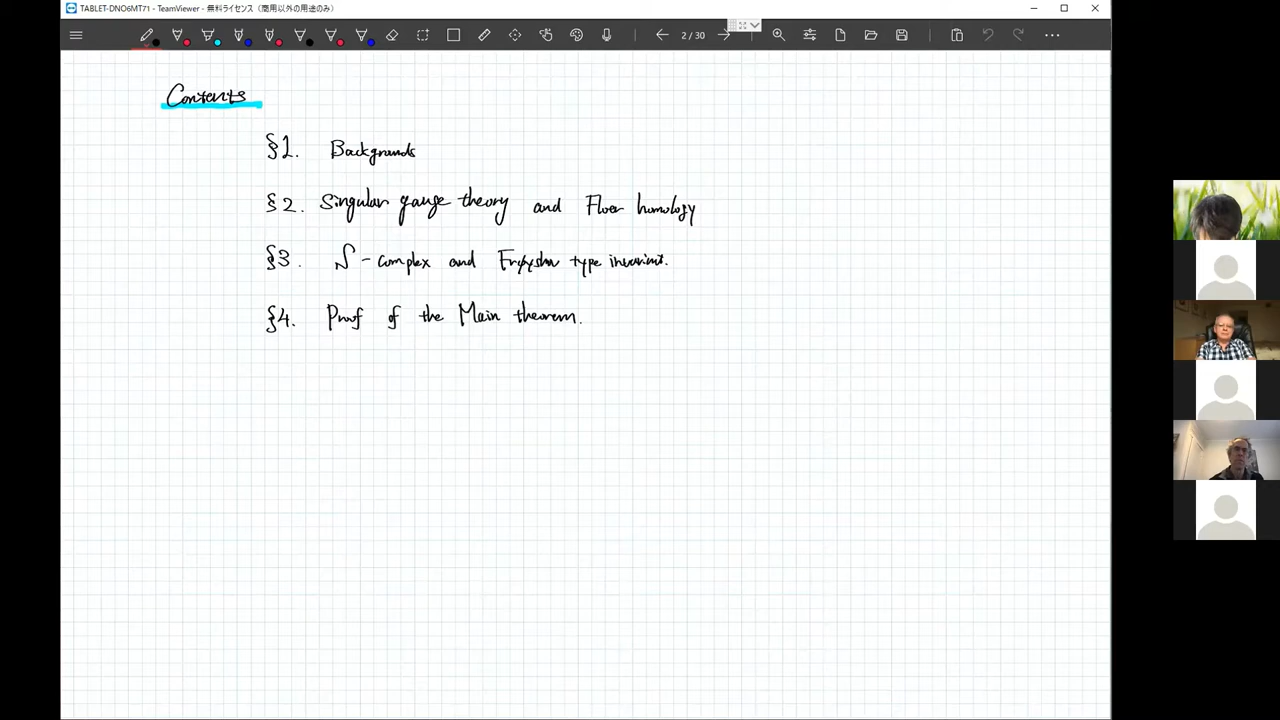 TABLET-DNO6MT71 - TeamViewer - 無料ライセンス (商用以外の用途のみ)
2 / 30
Contents
§1. Backgrounds
§2. Singular gauge theory and Floer homology
§3. S-complex and type invariant.
§4. Proof of the Main theorem.